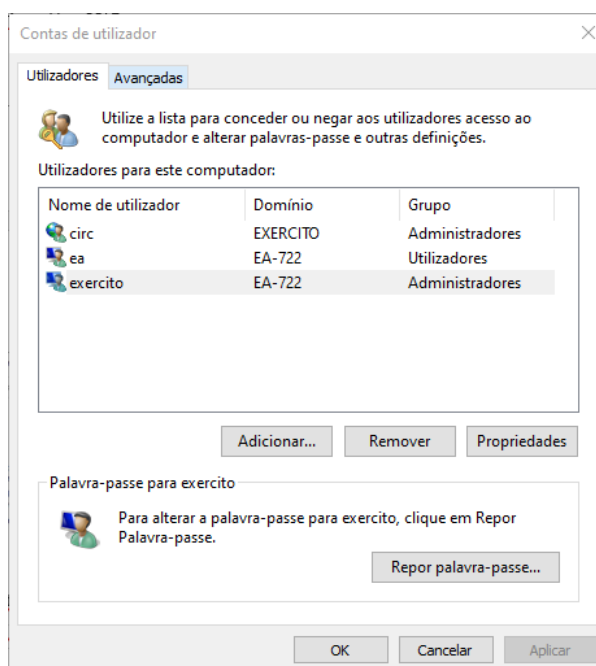 Contas de utilizador
Utilizadores
Avançadas
Utilize a lista para conceder ou negar aos utilizadores acesso ao
computador e alterar palavras-passe e outras definições.
Utilizadores para este computador:
Nome de utilizador Domínio Grupo
circ EXERCITO Administradores
ea EA-722 Utilizadores
exercito EA-722 Administradores
Adicionar... Remover Propriedades
Palavra-passe para exercito
Para alterar a palavra-passe para exercito, clique em Repor
Palavra-passe.
Repor palavra-passe...
OK Cancelar Aplicar